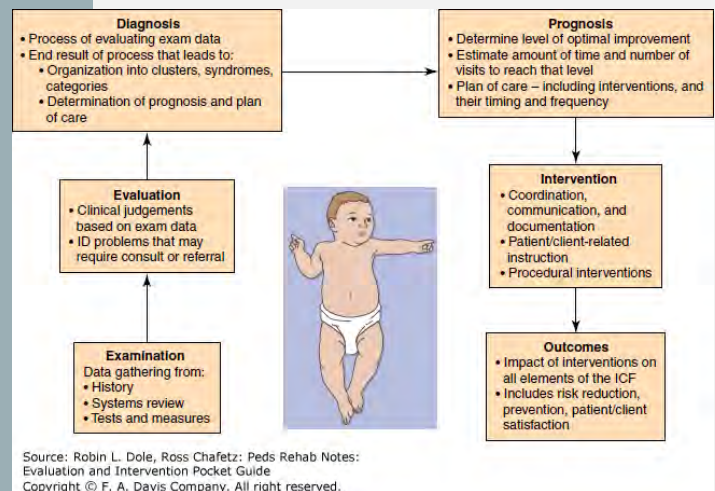 Diagnosis
• Process of evaluating exam data
• End result of process that leads to:
• Organization into clusters, syndromes,
categories
• Determination of prognosis and plan
of care
Prognosis
• Determine level of optimal improvement
• Estimate amount of time and number of
visits to reach that level
• Plan of care – including interventions, and
their timing and frequency
Evaluation
• Clinical judgements
based on exam data
• ID problems that may
require consult or referral
Intervention
• Coordination,
communication, and
documentation
• Patient/client-related
instruction
• Procedural interventions
Examination
Data gathering from:
• History
• Systems review
• Tests and measures
Outcomes
• Impact of interventions on
all elements of the ICF
• Includes risk reduction,
prevention, patient/client
satisfaction
Source: Robin L. Dole, Ross Chafetz: Peds Rehab Notes:
Evaluation and Intervention Pocket Guide
Copyright © F. A. Davis Company. All right reserved.